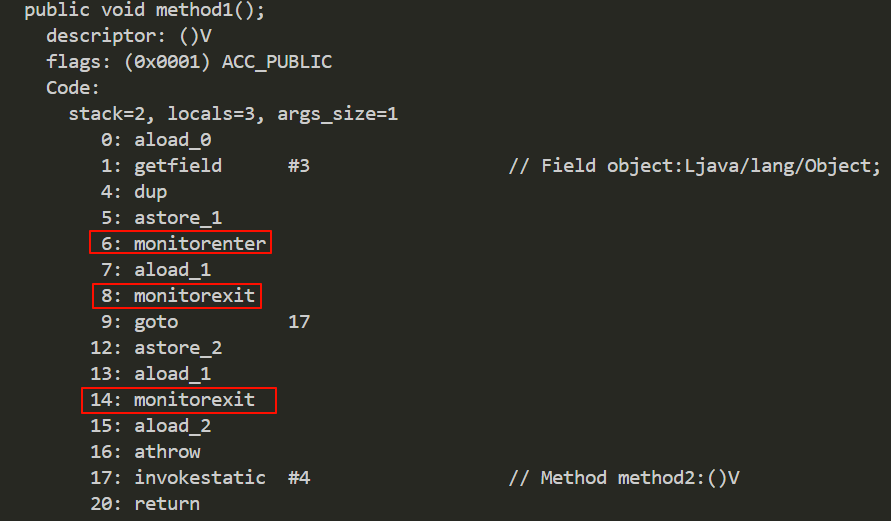 public void method1();
descriptor: ()V
flags: (0x0001) ACC_PUBLIC
Code:
stack=2, locals=3, args_size=1
0: aload_0
1: getfield #3 // Field object:Ljava/lang/Object;
4: dup
5: astore_1
6: monitorenter
7: aload_1
8: monitorexit
9: goto 17
12: astore_2
13: aload_1
14: monitorexit
15: aload_2
16: athrow
17: invokestatic #4 // Method method2:()V
20: return